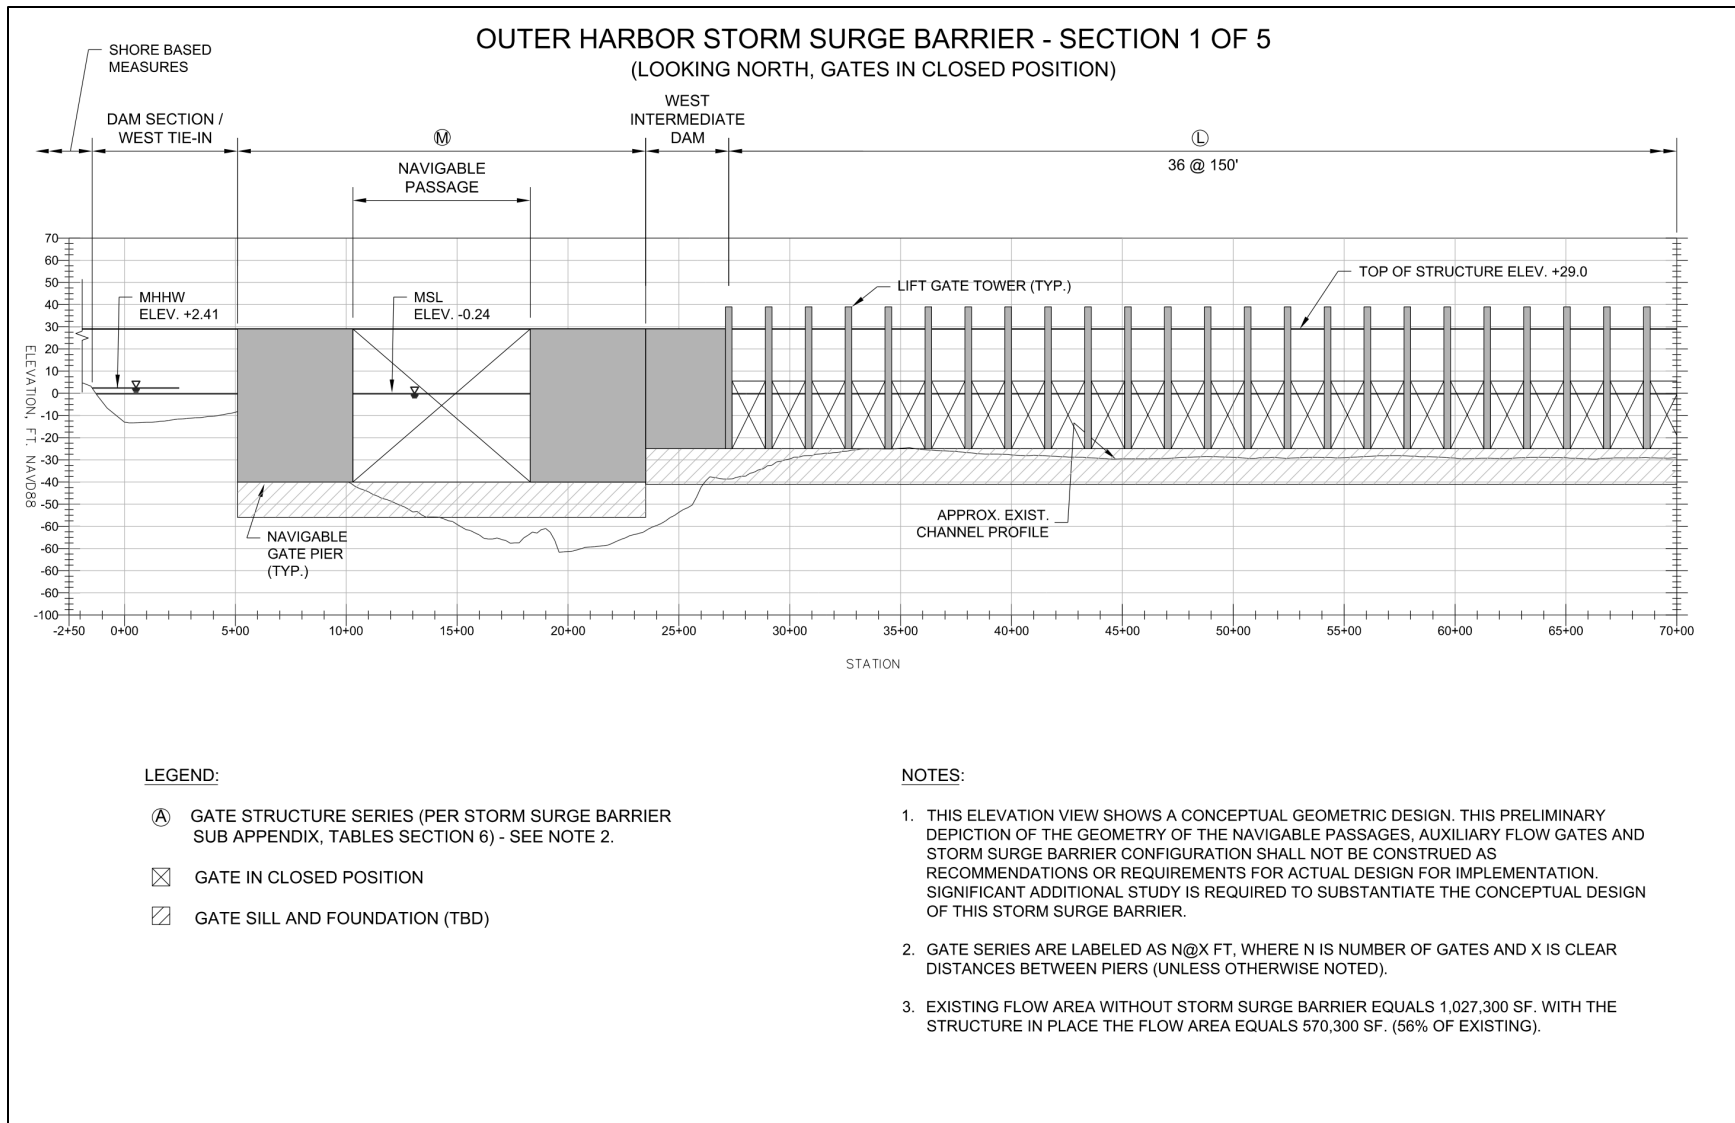 OUTER HARBOR STORM SURGE BARRIER - SECTION 1 OF 5
(LOOKING NORTH, GATES IN CLOSED POSITION)
SHORE BASED
MEASURES
DAM SECTION /
WEST TIE-IN
M
NAVIGABLE
PASSAGE
WEST
INTERMEDIATE
DAM
L
36 @ 150'
MHHW
ELEV. +2.41
MSL
ELEV. -0.24
LIFT GATE TOWER (TYP.)
TOP OF STRUCTURE ELEV. +29.0
NAVIGABLE
GATE PIER
(TYP.)
APPROX. EXIST.
CHANNEL PROFILE
ELEVATION, FT. NAVD88
70
60
50
40
30
20
10
0
-10
-20
-30
-40
-50
-60
-60
-60
-60
-100
-2+50 0+00 5+00 10+00 15+00 20+00 25+00 30+00 35+00 40+00 45+00 50+00 55+00 60+00 65+00 70+00
STATION
LEGEND:
A GATE STRUCTURE SERIES (PER STORM SURGE BARRIER
SUB APPENDIX, TABLES SECTION 6) - SEE NOTE 2.
GATE IN CLOSED POSITION
GATE SILL AND FOUNDATION (TBD)
NOTES:
1. THIS ELEVATION VIEW SHOWS A CONCEPTUAL GEOMETRIC DESIGN. THIS PRELIMINARY
DEPICTION OF THE GEOMETRY OF THE NAVIGABLE PASSAGES, AUXILIARY FLOW GATES AND
STORM SURGE BARRIER CONFIGURATION SHALL NOT BE CONSTRUED AS
RECOMMENDATIONS OR REQUIREMENTS FOR ACTUAL DESIGN FOR IMPLEMENTATION.
SIGNIFICANT ADDITIONAL STUDY IS REQUIRED TO SUBSTANTIATE THE CONCEPTUAL DESIGN
OF THIS STORM SURGE BARRIER.
2. GATE SERIES ARE LABELED AS N@X FT, WHERE N IS NUMBER OF GATES AND X IS CLEAR
DISTANCES BETWEEN PIERS (UNLESS OTHERWISE NOTED).
3. EXISTING FLOW AREA WITHOUT STORM SURGE BARRIER EQUALS 1,027,300 SF. WITH THE
STRUCTURE IN PLACE THE FLOW AREA EQUALS 570,300 SF. (56% OF EXISTING).